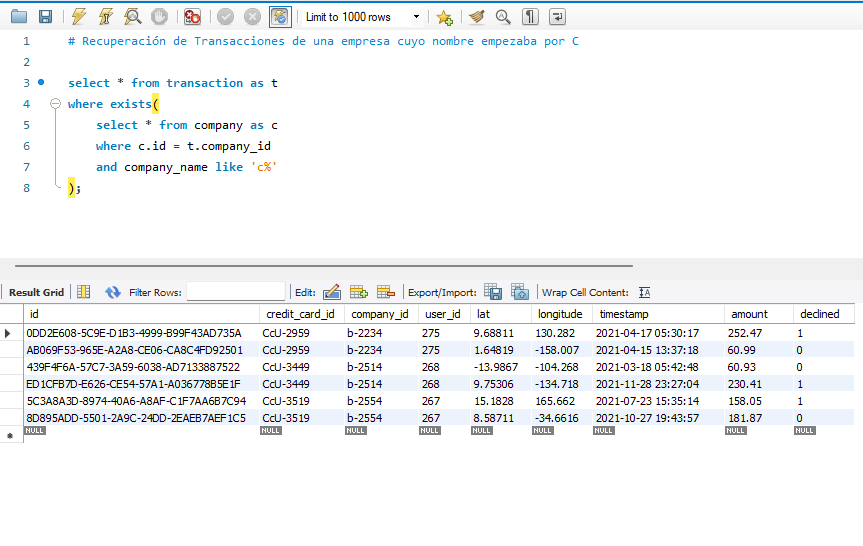 Limit to 1000 rows
1 # Recuperación de Transacciones de una empresa cuyo nombre empezaba por C
2
3 select * from transaction as t
4 where exists(
5 select * from company as c
6 where c.id = t.company_id
7 and company_name like 'c%'
8 );
Result Grid Filter Rows: Edit: Export/Import: Wrap Cell Content: IA
id credit_card_id company_id user_id lat longitude timestamp amount declined
0DD2E608-5C9E-D1B3-4999-B99F43AD735A CcU-2959 b-2234 275 9.68811 130.282 2021-04-17 05:30:17 252.47 1
AB069F53-965E-A2A8-CE06-CA8C4FD92501 CcU-2959 b-2234 275 1.64819 -158.007 2021-04-15 13:37:18 60.99 0
439F4F6A-57C7-3A59-6038-AD7133887522 CcU-3449 b-2514 268 -13.9867 -104.268 2021-03-18 05:42:48 60.93 0
ED1CFB7D-E626-CE54-57A1-A036778B5E1F CcU-3449 b-2514 268 9.75306 -134.718 2021-11-28 23:27:04 230.41 1
5C3A8A3D-8974-40A6-A8AF-C1F7AA6B7C94 CcU-3519 b-2554 267 15.1828 165.662 2021-07-23 15:35:14 158.05 1
8D895ADD-5501-2A9C-24DD-2EAEB7AEF1C5 CcU-3519 b-2554 267 8.58711 -34.6616 2021-10-27 19:43:57 181.87 0
NULL NULL NULL NULL NULL NULL NULL NULL NULL